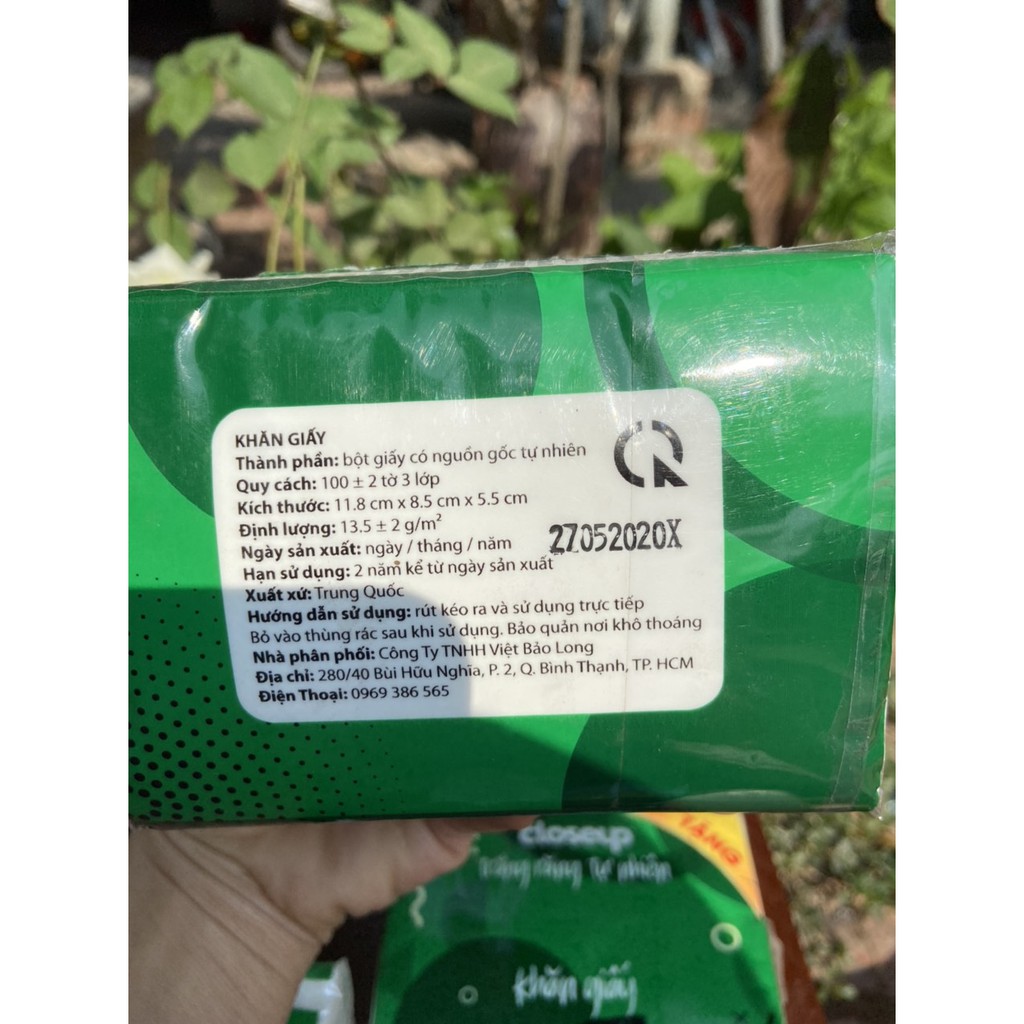 KHĂN GIẤY
Thành phần: bột giấy có nguồn gốc tự nhiên
Quy cách: 100 ± 2 tờ 3 lớp
Kích thước: 11.8 cm x 8.5 cm x 5.5 cm
Định lượng: 13.5 ± 2 g/m²
Ngày sản xuất: ngày / tháng / năm 27052020X
Hạn sử dụng: 2 năm kể từ ngày sản xuất
Xuất xứ: Trung Quốc
Hướng dẫn sử dụng: rút kéo ra và sử dụng trực tiếp
Bỏ vào thùng rác sau khi sử dụng. Bảo quản nơi khô thoáng
Nhà phân phối: Công Ty TNHH Việt Bảo Long
Địa chỉ: 280/40 Bùi Hữu Nghĩa, P. 2, Q. Bình Thạnh, TP. HCM
Điện Thoại: 0969 386 565
closeup
TẶNG
trắng răng Tự nhiên
khăn giấy